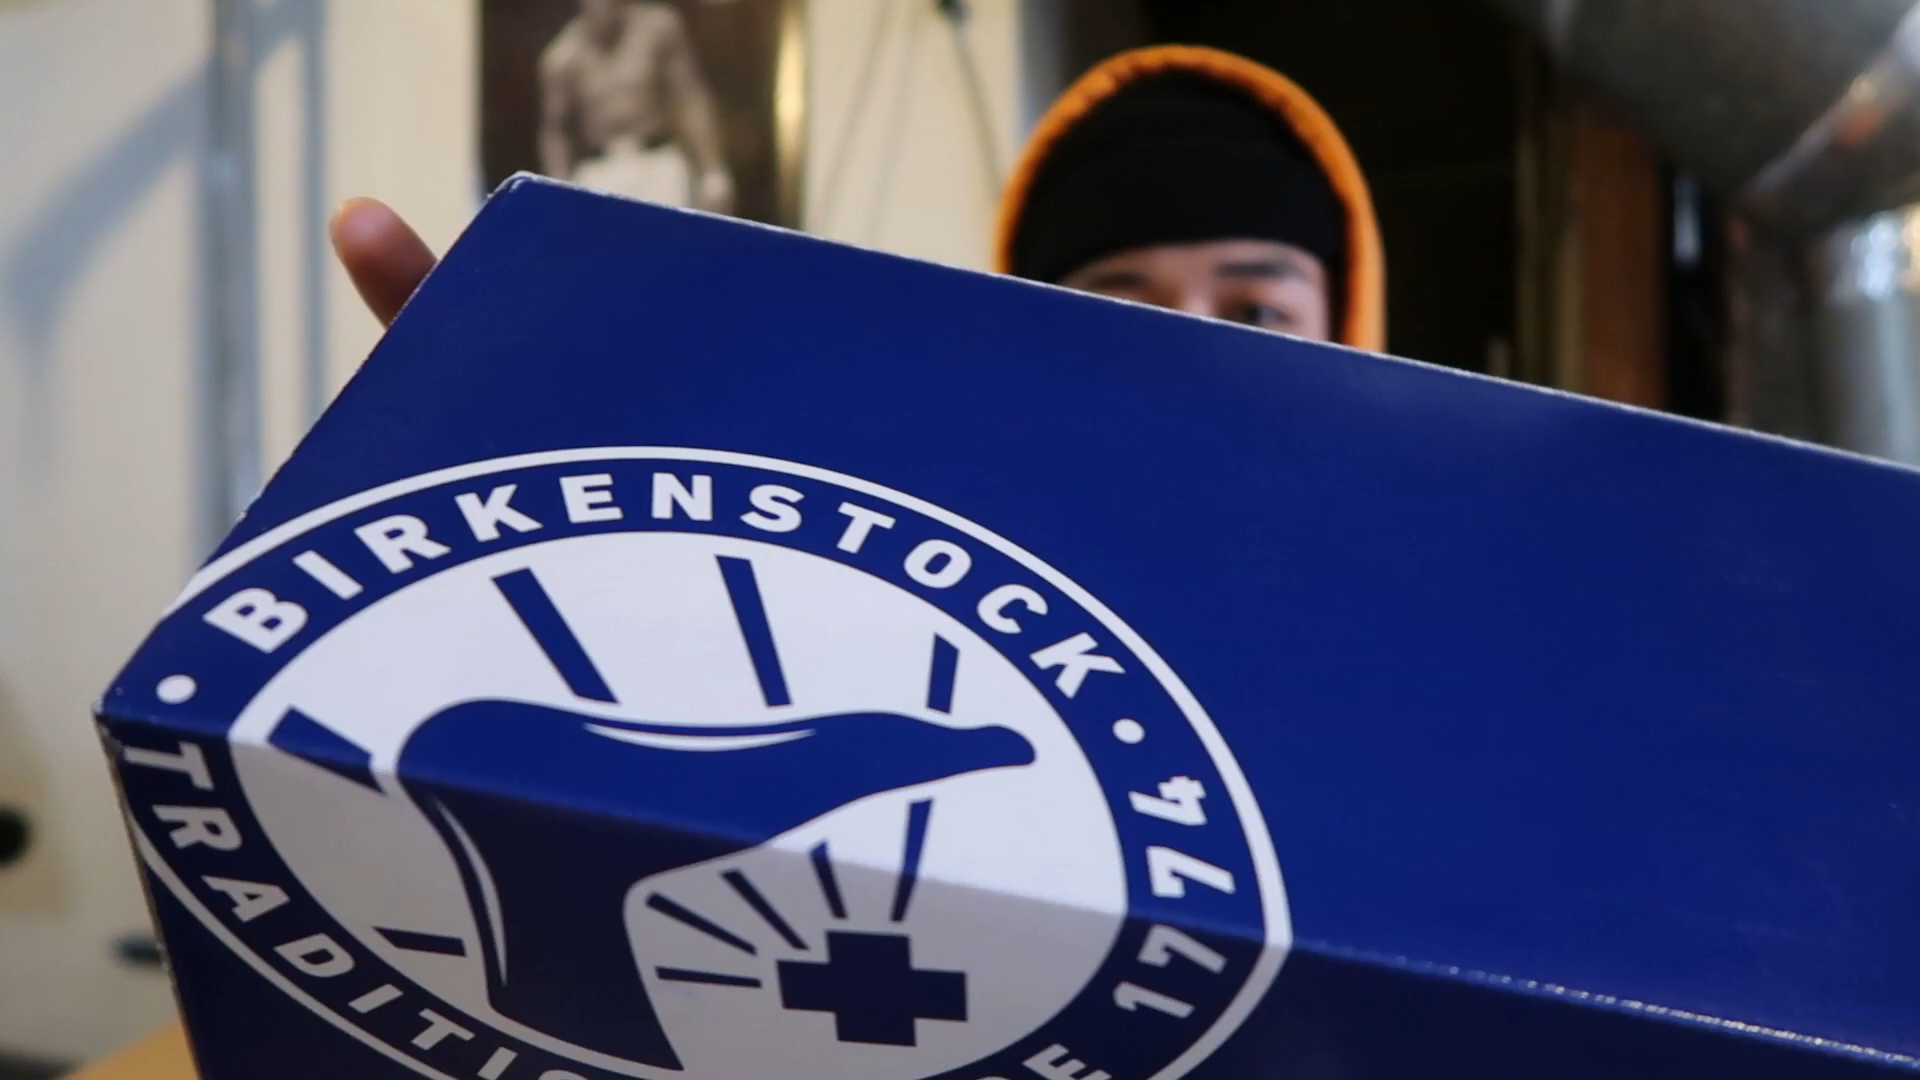 BIRKENSTOCK • 1774
• TRADITI
E